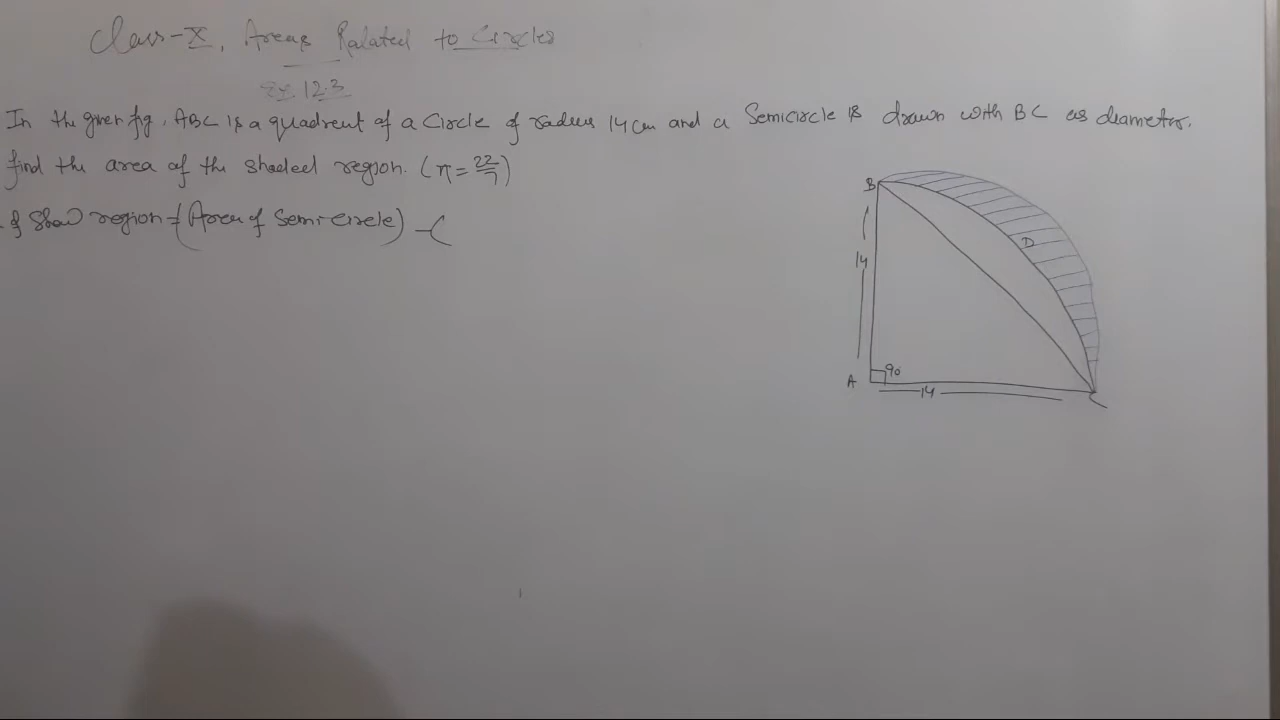 Class-X, Areas Ralated to Circles
Ex. 12.3
In the given fig, ABC is a quadrent of a Circle of radius 14 cm and a Semicircle is drawn with BC as diameter.
find the area of the shaded region. (π = 22/7)
of Shad region = (Area of Semicircle) - (
B
D
14
90
A
14
C